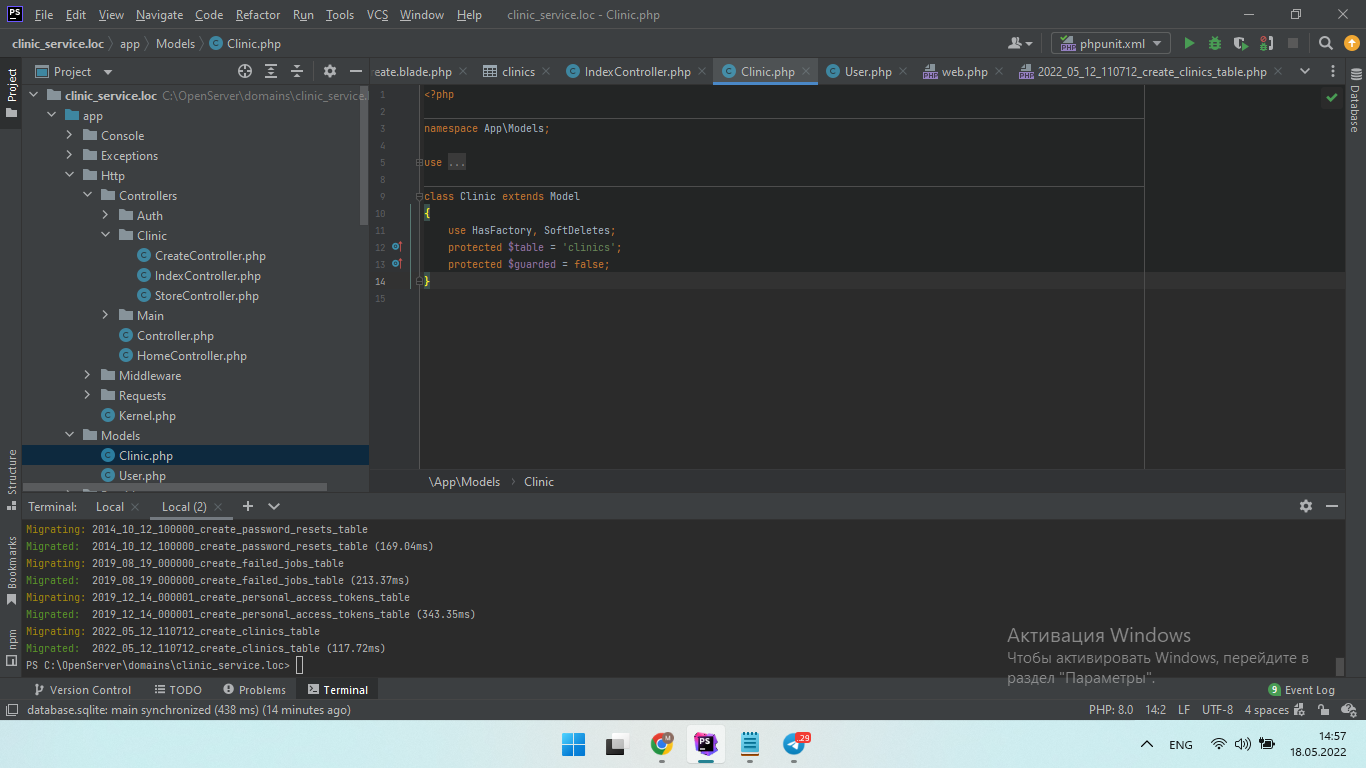 PS File Edit View Navigate Code Refactor Run Tools VCS Window Help clinic_service.loc - Clinic.php
clinic_service.loc app Models Clinic.php phpunit.xml
Project create.blade.php clinics IndexController.php Clinic.php User.php web.php 2022_05_12_110712_create_clinics_table.php
Project
Database
clinic_service.loc C:\OpenServer\domains\clinic_service.l
app
Console
Exceptions
Http
Controllers
Auth
Clinic
CreateController.php
IndexController.php
StoreController.php
Main
Controller.php
HomeController.php
Middleware
Requests
Kernel.php
Models
Clinic.php
User.php
1 <?php
2
3 namespace App\Models;
4
5 use ...
8
9 class Clinic extends Model
10 {
11 use HasFactory, SoftDeletes;
12 protected $table = 'clinics';
13 protected $guarded = false;
14 }
15
\App\Models Clinic
Structure
Bookmarks
npm
Terminal: Local Local (2)
Migrating: 2014_10_12_100000_create_password_resets_table
Migrated: 2014_10_12_100000_create_password_resets_table (169.04ms)
Migrating: 2019_08_19_000000_create_failed_jobs_table
Migrated: 2019_08_19_000000_create_failed_jobs_table (213.37ms)
Migrating: 2019_12_14_000001_create_personal_access_tokens_table
Migrated: 2019_12_14_000001_create_personal_access_tokens_table (343.35ms)
Migrating: 2022_05_12_110712_create_clinics_table
Migrated: 2022_05_12_110712_create_clinics_table (117.72ms)
PS C:\OpenServer\domains\clinic_service.loc>
Активация Windows
Чтобы активировать Windows, перейдите в
раздел "Параметры".
Version Control TODO Problems Terminal 9 Event Log
database.sqlite: main synchronized (438 ms) (14 minutes ago) PHP: 8.0 14:2 LF UTF-8 4 spaces
M PS 29 ENG 14:57
18.05.2022